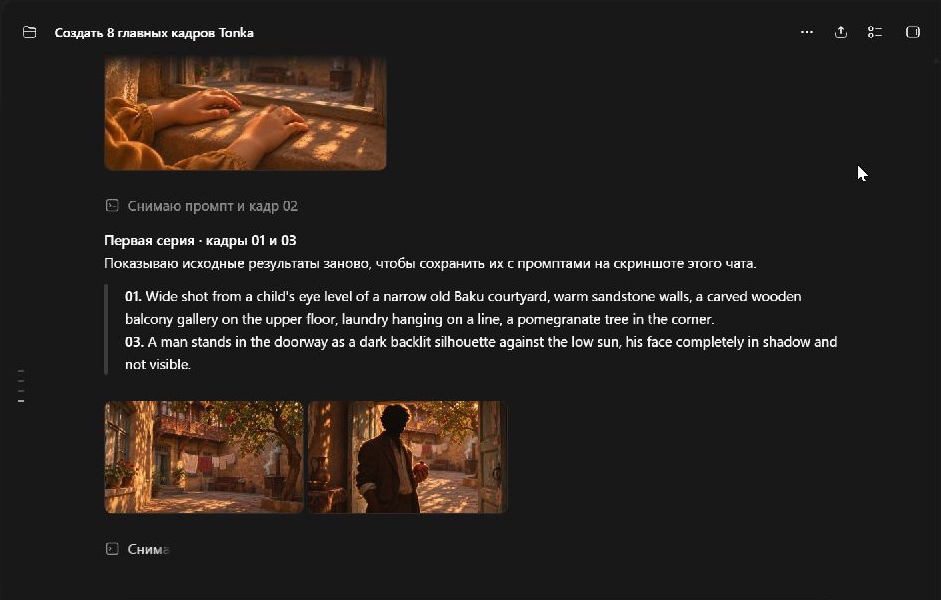 Создать 8 главных кадров Tonka
Снимаю промпт и кадр 02
Первая серия · кадры 01 и 03
Показываю исходные результаты заново, чтобы сохранить их с промптами на скриншоте этого чата.
01. Wide shot from a child's eye level of a narrow old Baku courtyard, warm sandstone walls, a carved wooden
balcony gallery on the upper floor, laundry hanging on a line, a pomegranate tree in the corner.
03. A man stands in the doorway as a dark backlit silhouette against the low sun, his face completely in shadow and
not visible.
Снима